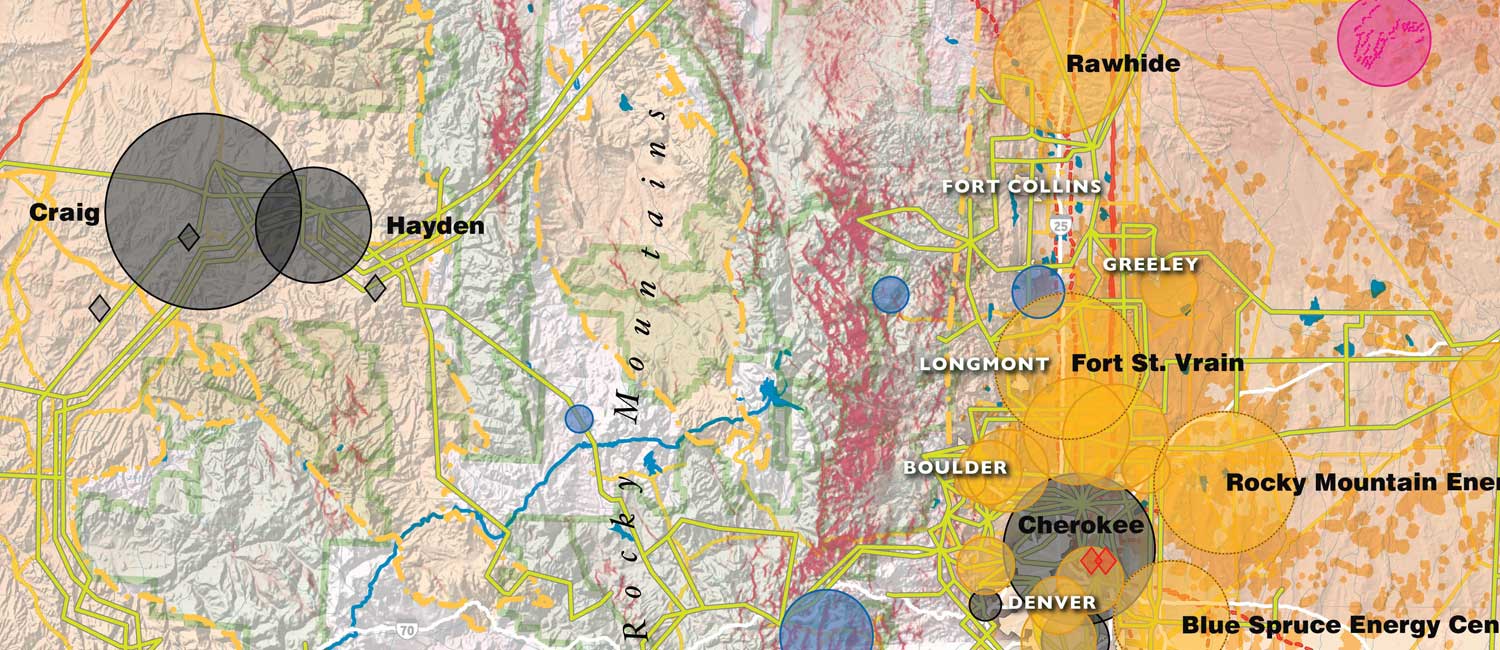 Rawhide
FORT COLLINS
Craig
Hayden
25
GREELEY
Rocky Mountains
LONGMONT
Fort St. Vrain
BOULDER
Rocky Mountain Ener
Cherokee
DENVER
70
Blue Spruce Energy Cen